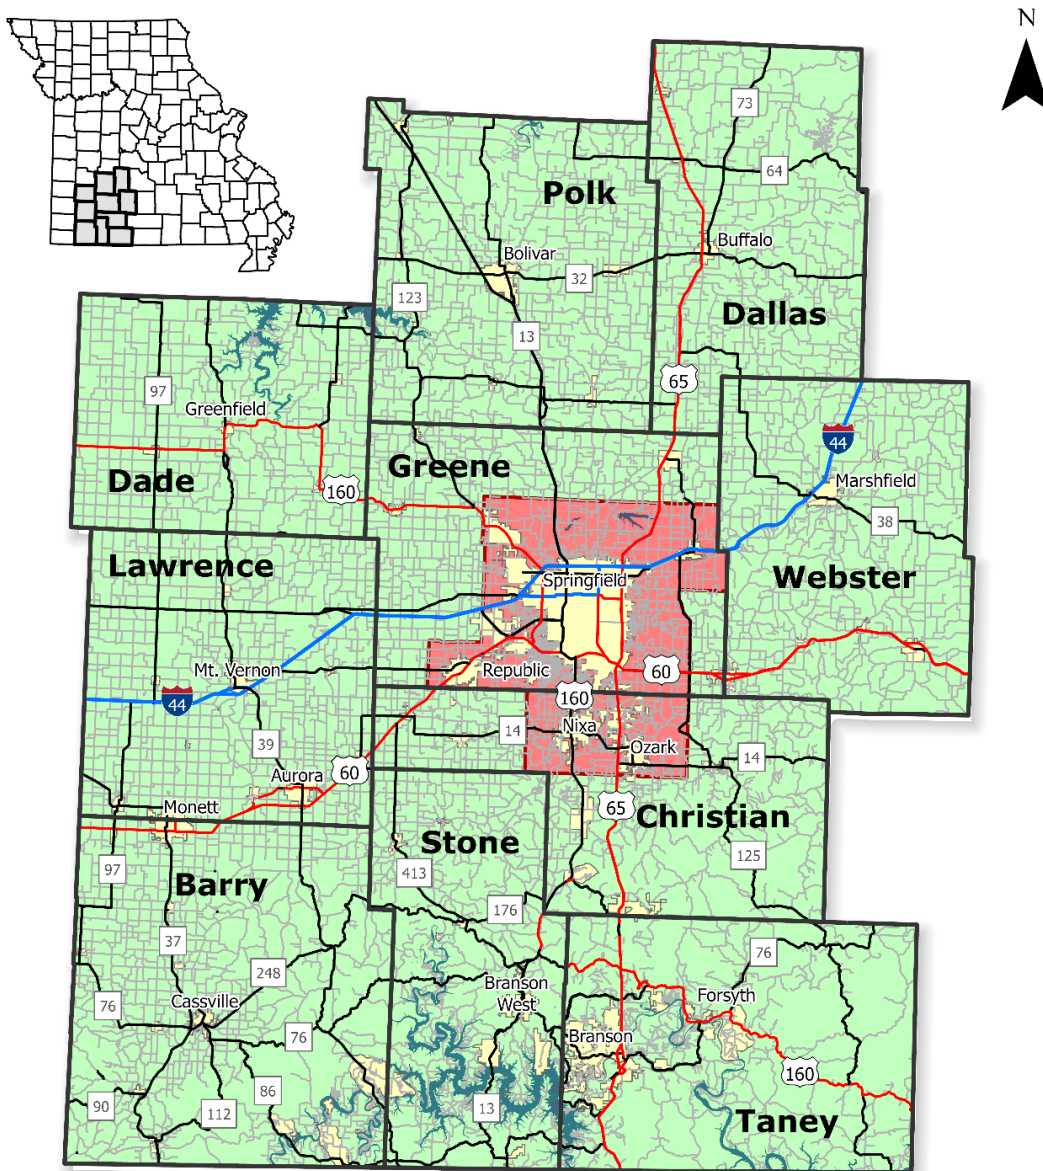 N
73
64
Polk
Buffalo
Bolivar
32
123
Dallas
13
65
97
Greenfield
44
Greene
Marshfield
Dade
160
38
Lawrence
Springfield
Webster
Mt. Vernon
Republic
60
44
160
Nixa
14
39
Ozark
14
60
Aurora
Monett
65
Christian
Stone
125
97
413
Barry
176
37
76
248
Branson
West
Forsyth
76
Cassville
76
Branson
160
86
90
112
13
Taney